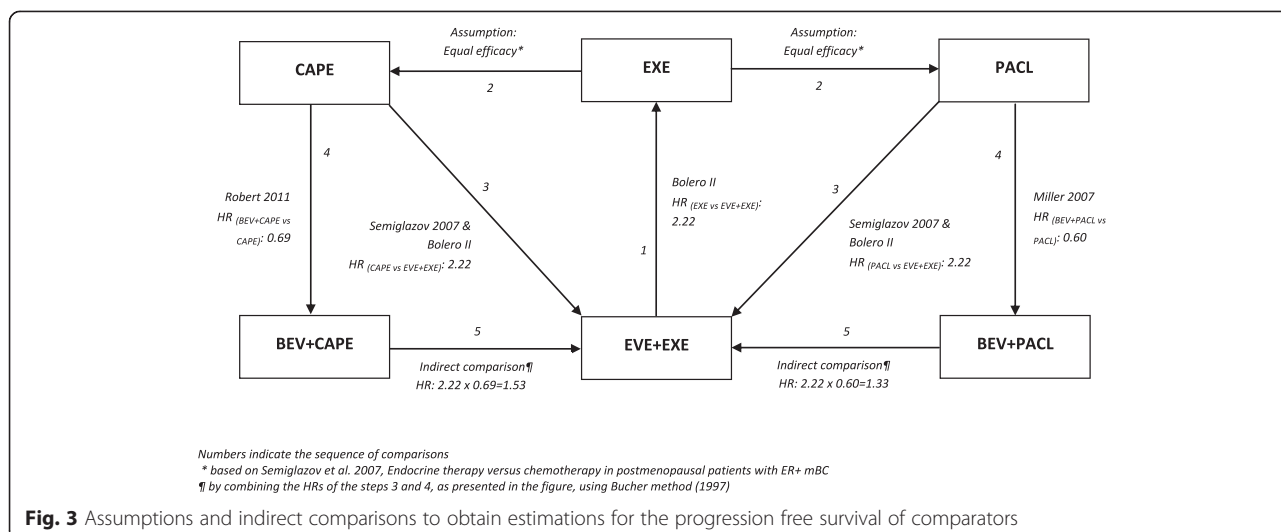 Assumption:
Equal efficacy*
Assumption:
Equal efficacy*
CAPE
EXE
PACL
2
2
4
4
3
3
Robert 2011
HR (BEV+CAPE vs
CAPE): 0.69
Semiglazov 2007 &
Bolero II
HR (CAPE vs EVE+EXE): 2.22
1
Bolero II
HR (EXE vs EVE+EXE):
2.22
Semiglazov 2007 &
Bolero II
HR (PACL vs EVE+EXE): 2.22
Miller 2007
HR (BEV+PACL vs
PACL): 0.60
BEV+CAPE
5
EVE+EXE
5
BEV+PACL
Indirect comparison¶
HR: 2.22 x 0.69=1.53
Indirect comparison¶
HR: 2.22 x 0.60=1.33
Numbers indicate the sequence of comparisons
* based on Semiglazov et al. 2007, Endocrine therapy versus chemotherapy in postmenopausal patients with ER+ mBC
¶ by combining the HRs of the steps 3 and 4, as presented in the figure, using Bucher method (1997)
Fig. 3 Assumptions and indirect comparisons to obtain estimations for the progression free survival of comparators